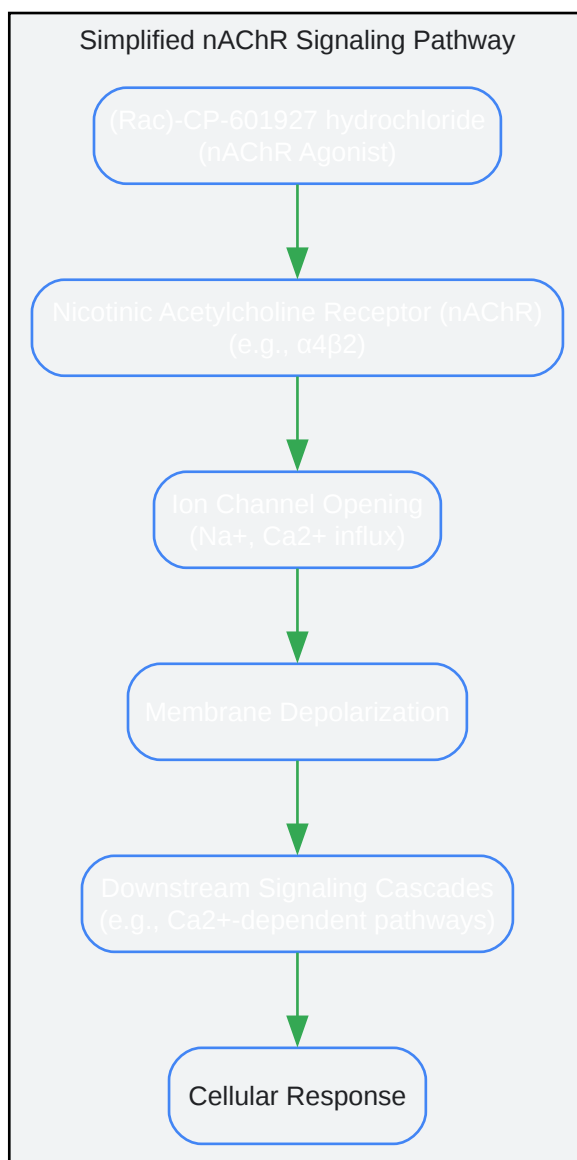 Simplified nAChR Signaling Pathway
(Rac)-CP-601927 hydrochloride
(nAChR Agonist)
Nicotinic Acetylcholine Receptor (nAChR)
(e.g., α4β2)
Ion Channel Opening
(Na+, Ca2+ influx)
Membrane Depolarization
Downstream Signaling Cascades
(e.g., Ca2+-dependent pathways)
Cellular Response